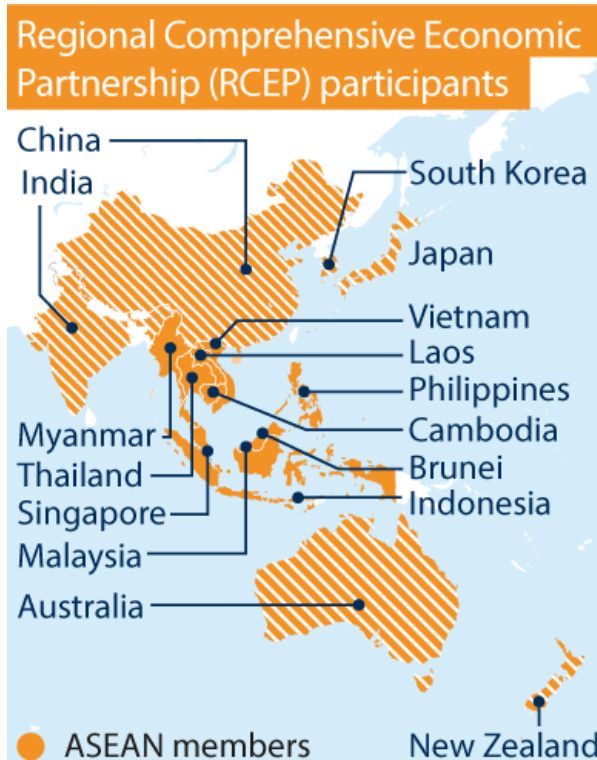 Regional Comprehensive Economic
Partnership (RCEP) participants
China
India
South Korea
Japan
Vietnam
Laos
Philippines
Cambodia
Brunei
Indonesia
Myanmar
Thailand
Singapore
Malaysia
Australia
ASEAN members
New Zealand